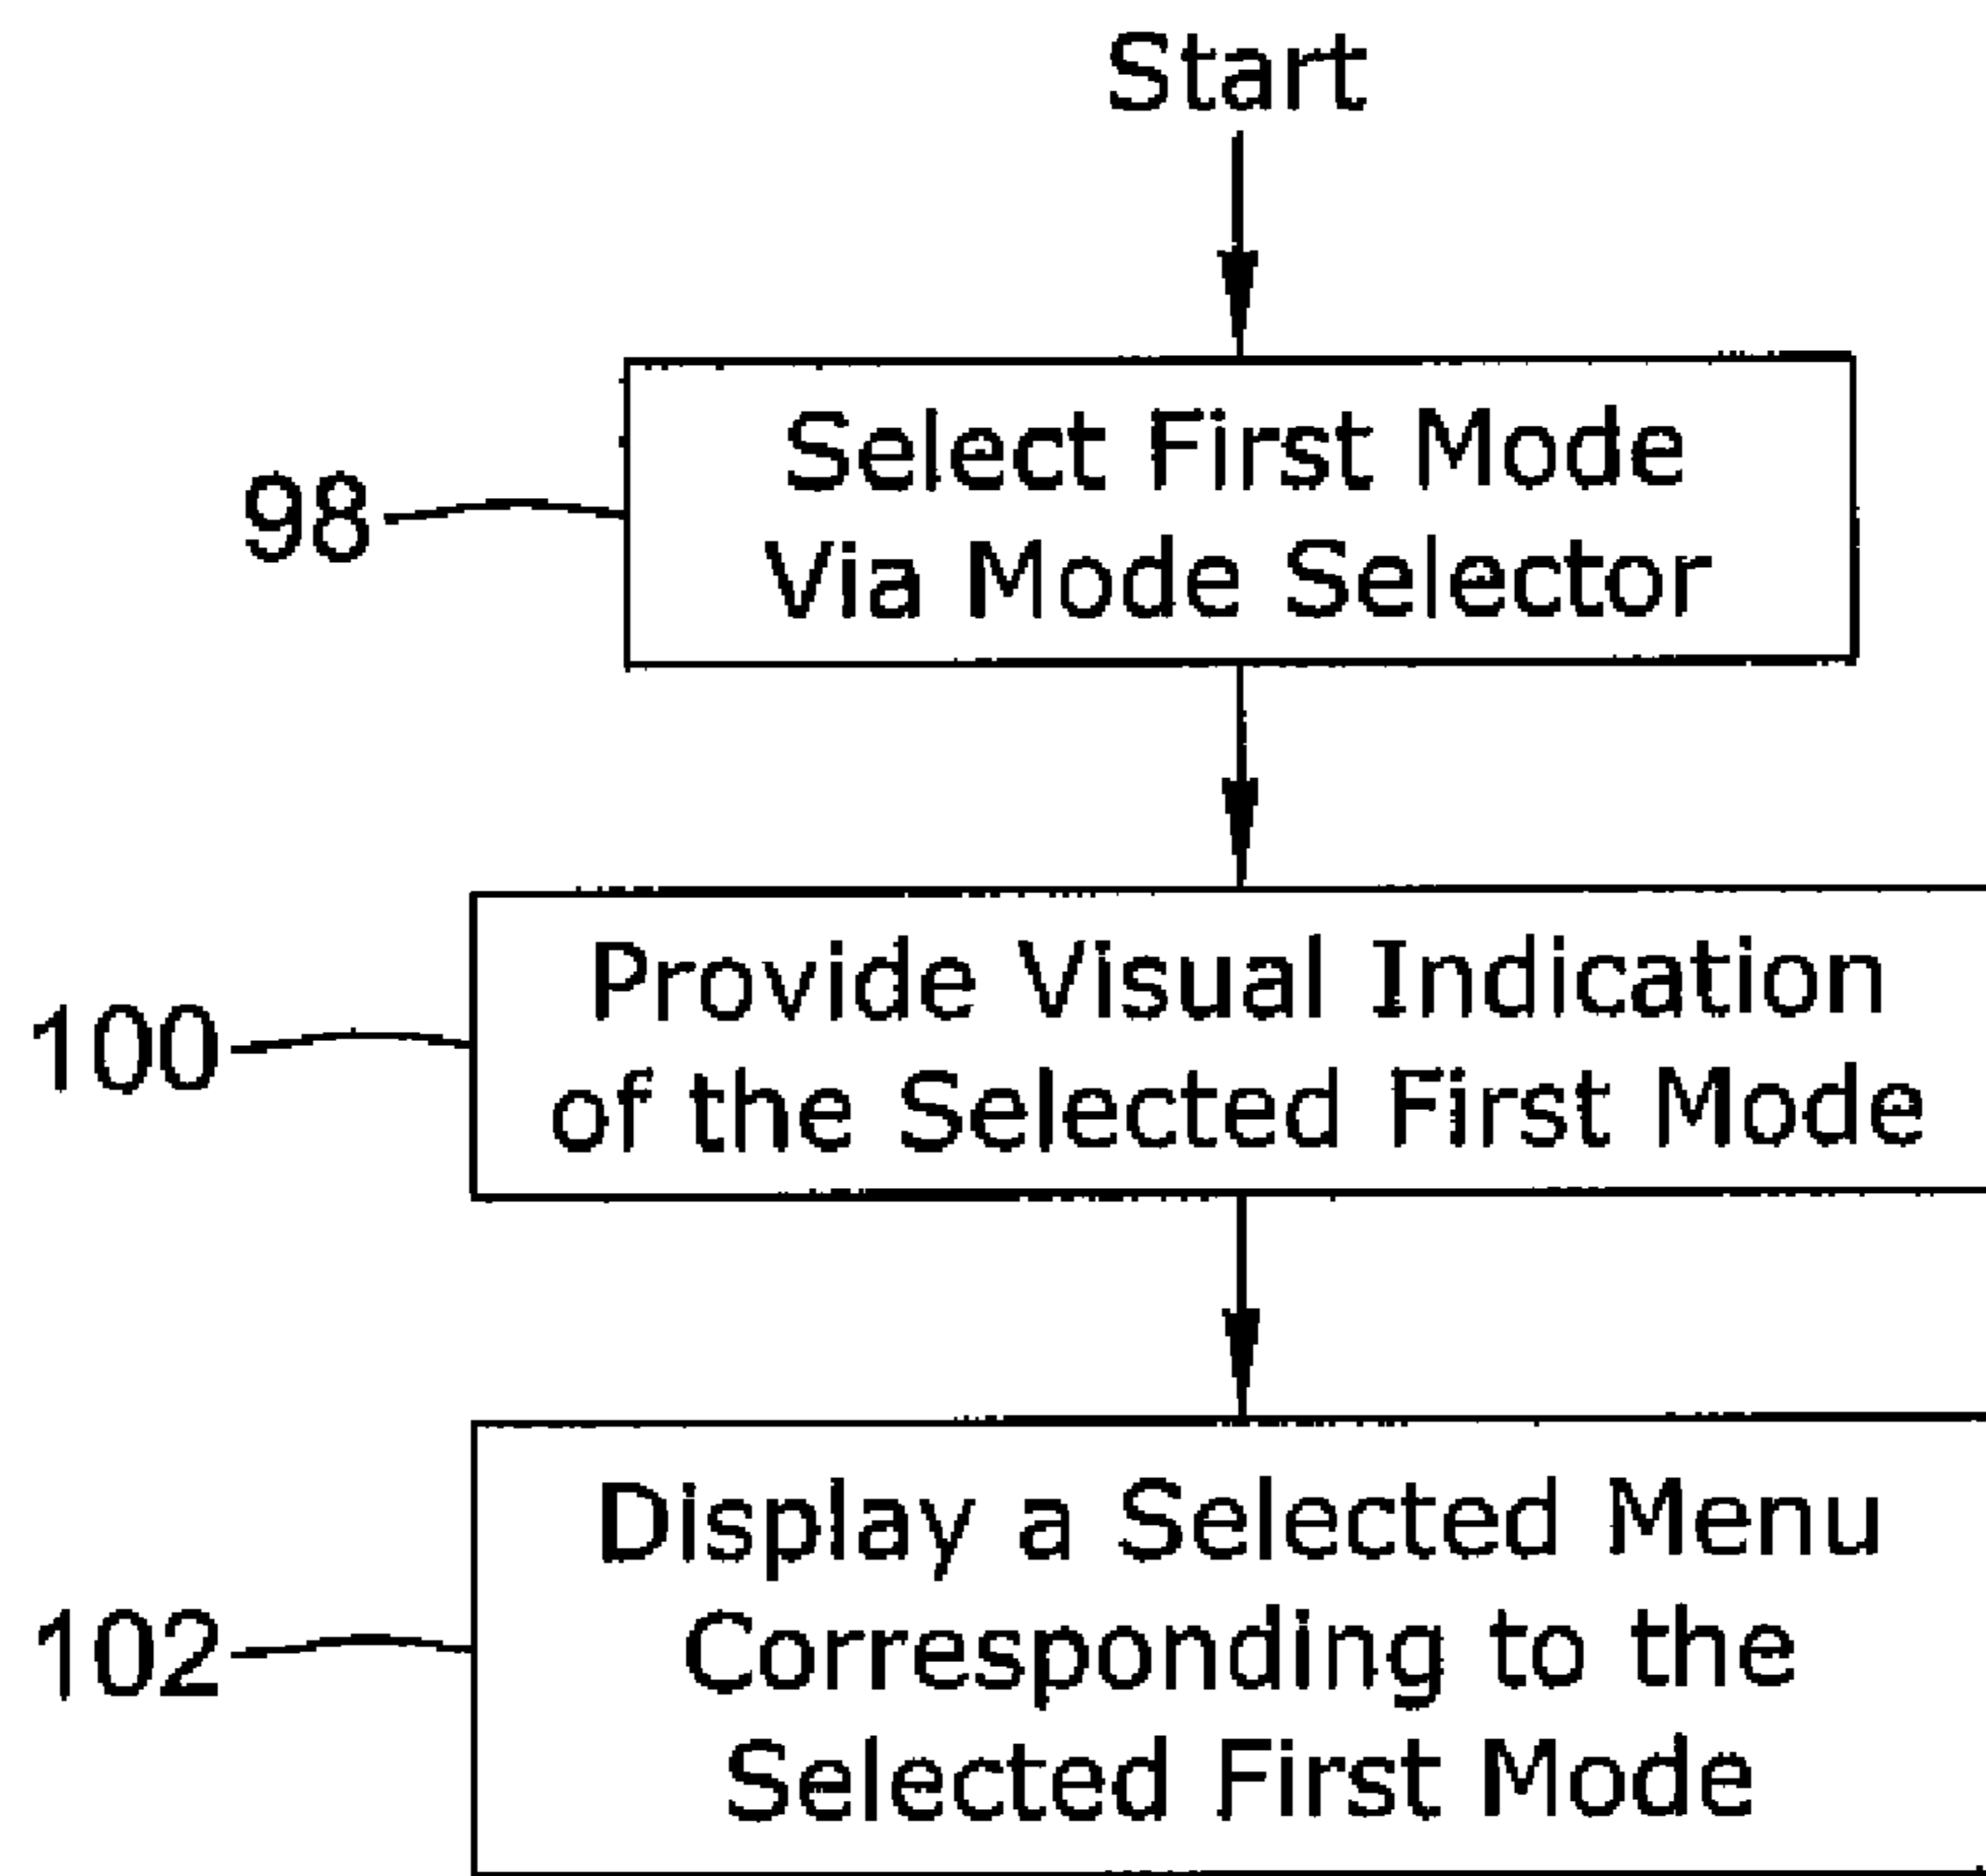 Start
98
Select First Mode
Via Mode Selector
100
Provide Visual Indication
of the Selected First Mode
102
Display a Selected Menu
Corresponding to the
Selected First Mode